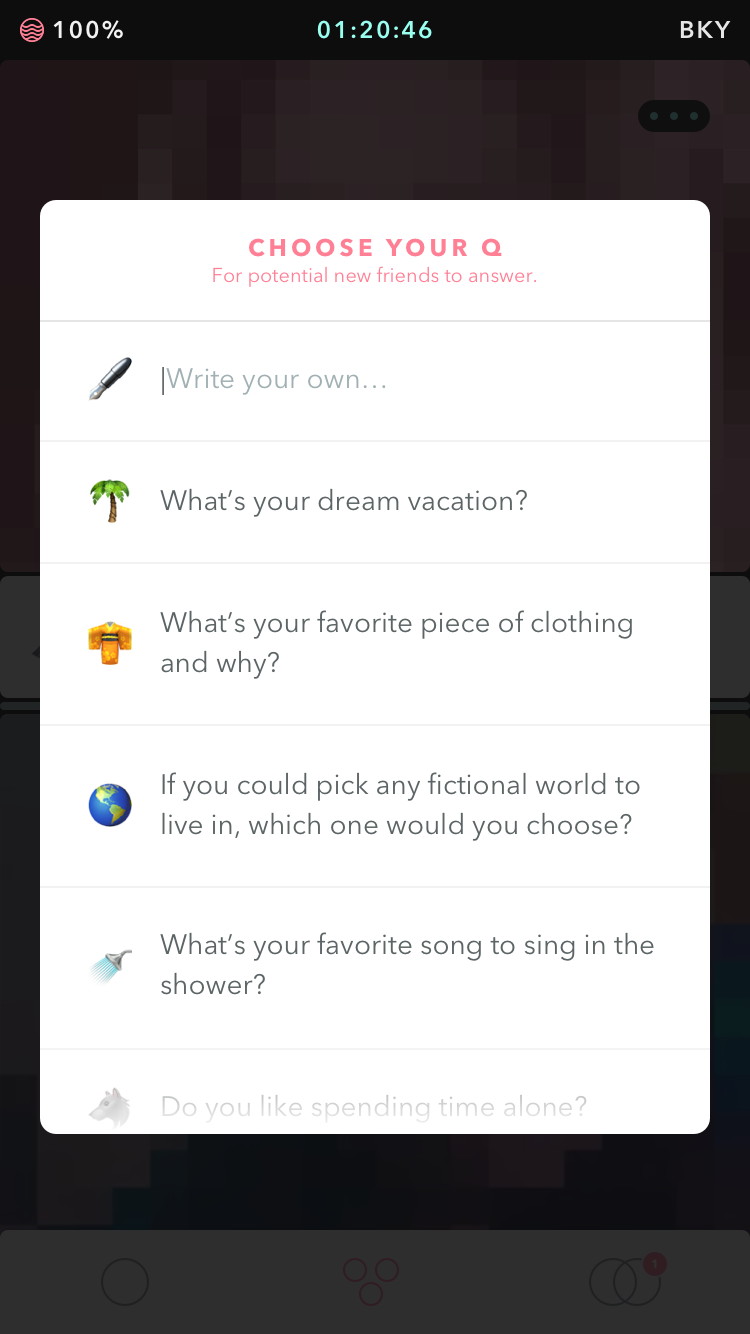 100% 01:20:46 BKY
CHOOSE YOUR Q
For potential new friends to answer.
Write your own…
What’s your dream vacation?
What’s your favorite piece of clothing
and why?
If you could pick any fictional world to
live in, which one would you choose?
What’s your favorite song to sing in the
shower?
Do you like spending time alone?
1